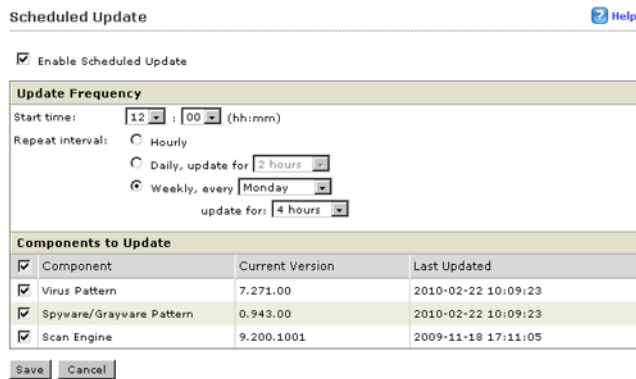 Scheduled Update
Help
Enable Scheduled Update
Update Frequency
Start time: 12 : 00 (hh:mm)
Repeat interval: Hourly
Daily, update for 2 hours
Weekly, every Monday
update for: 4 hours
Components to Update
Component Current Version Last Updated
Virus Pattern 7.271.00 2010-02-22 10:09:23
Spyware/Grayware Pattern 0.943.00 2010-02-22 10:09:23
Scan Engine 9.200.1001 2009-11-18 17:11:05
Save Cancel